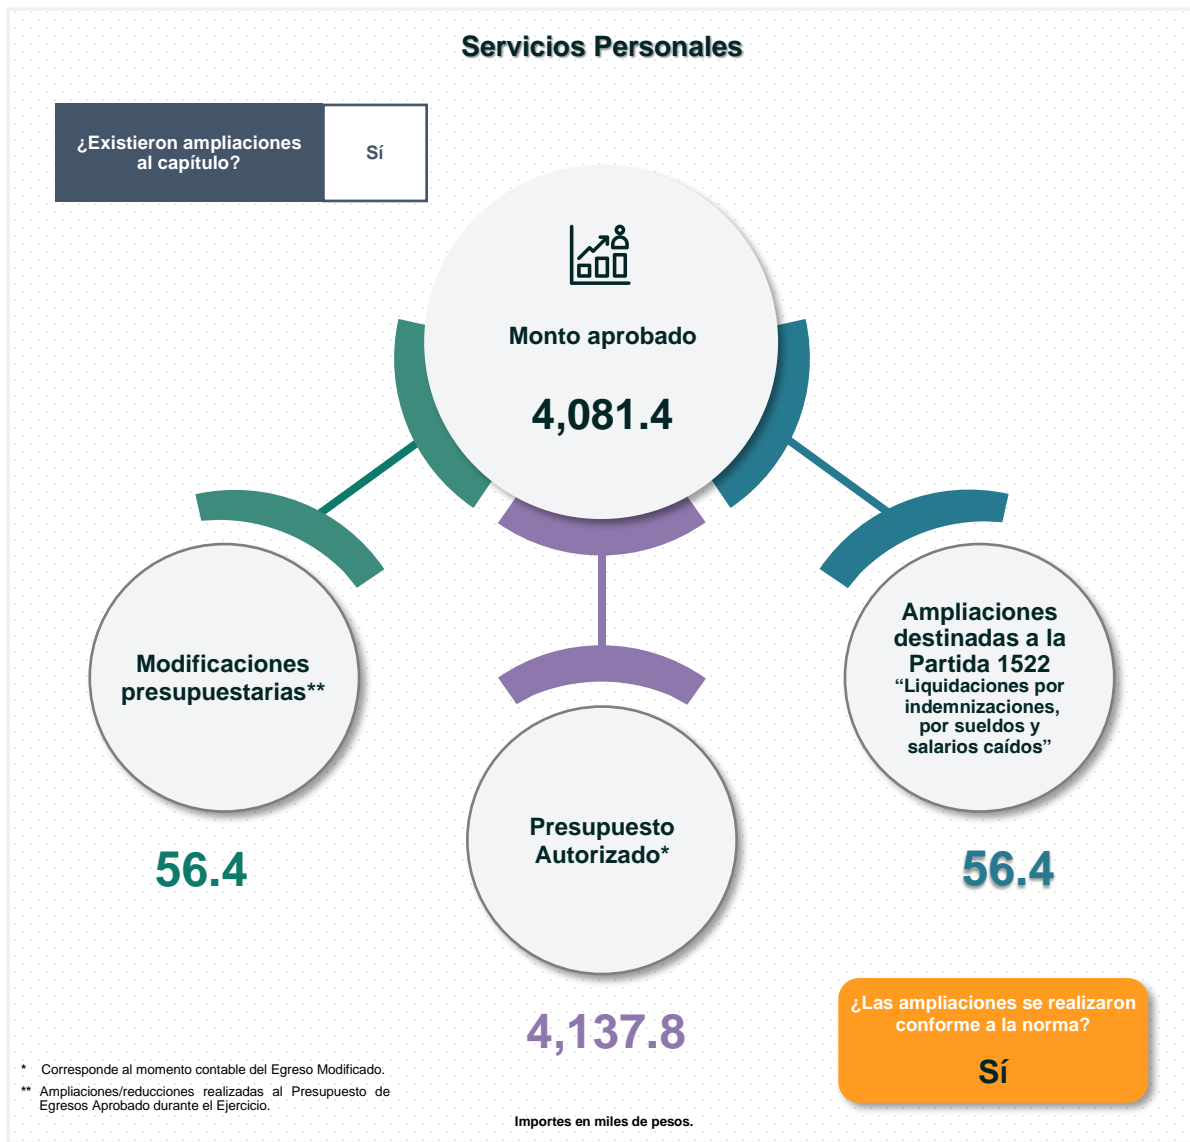 Servicios Personales
¿Existieron ampliaciones
al capítulo?
Sí
Monto aprobado
4,081.4
Modificaciones
presupuestarias**
56.4
Presupuesto
Autorizado*
4,137.8
Ampliaciones
destinadas a la
Partida 1522
“Liquidaciones por
indemnizaciones,
por sueldos y
salarios caídos”
56.4
¿Las ampliaciones se realizaron
conforme a la norma?
Sí
* Corresponde al momento contable del Egreso Modificado.
** Ampliaciones/reducciones realizadas al Presupuesto de
Egresos Aprobado durante el Ejercicio.
Importes en miles de pesos.